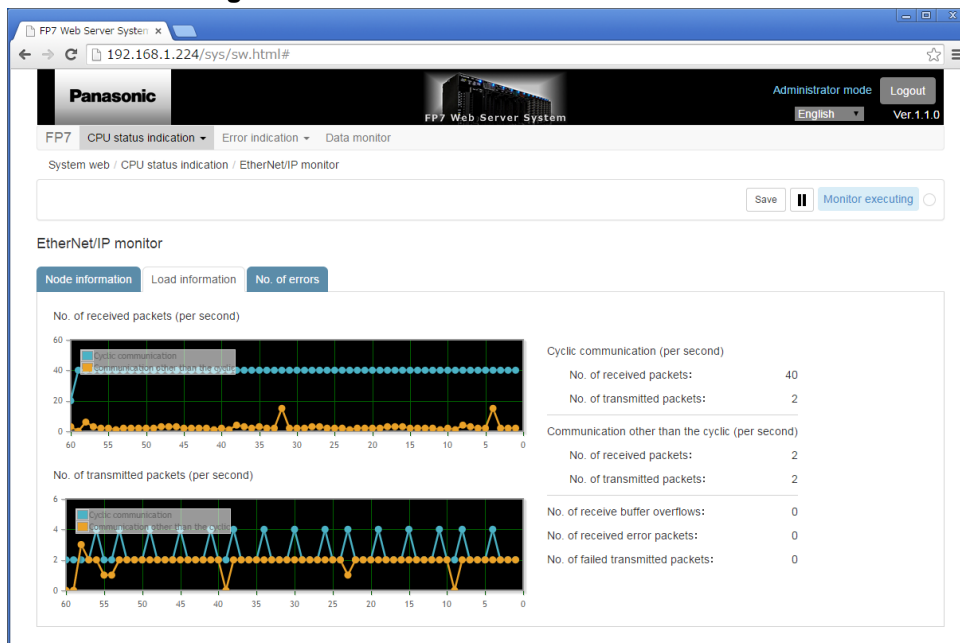 FP7 Web Server System
192.168.1.224/sys/sw.html#
Panasonic
FP7 Web Server System
Administrator mode
Logout
English
Ver.1.1.0
FP7 CPU status indication Error indication Data monitor
System web / CPU status indication / EtherNet/IP monitor
Save
Monitor executing
EtherNet/IP monitor
Node information Load information No. of errors
No. of received packets (per second)
60
40
20
0
Cyclic communication
Communication other than the cyclic
60 55 50 45 40 35 30 25 20 15 10 5 0
No. of transmitted packets (per second)
6
4
2
0
Cyclic communication
Communication other than the cyclic
60 55 50 45 40 35 30 25 20 15 10 5 0
Cyclic communication (per second)
No. of received packets: 40
No. of transmitted packets: 2
Communication other than the cyclic (per second)
No. of received packets: 2
No. of transmitted packets: 2
No. of receive buffer overflows: 0
No. of received error packets: 0
No. of failed transmitted packets: 0